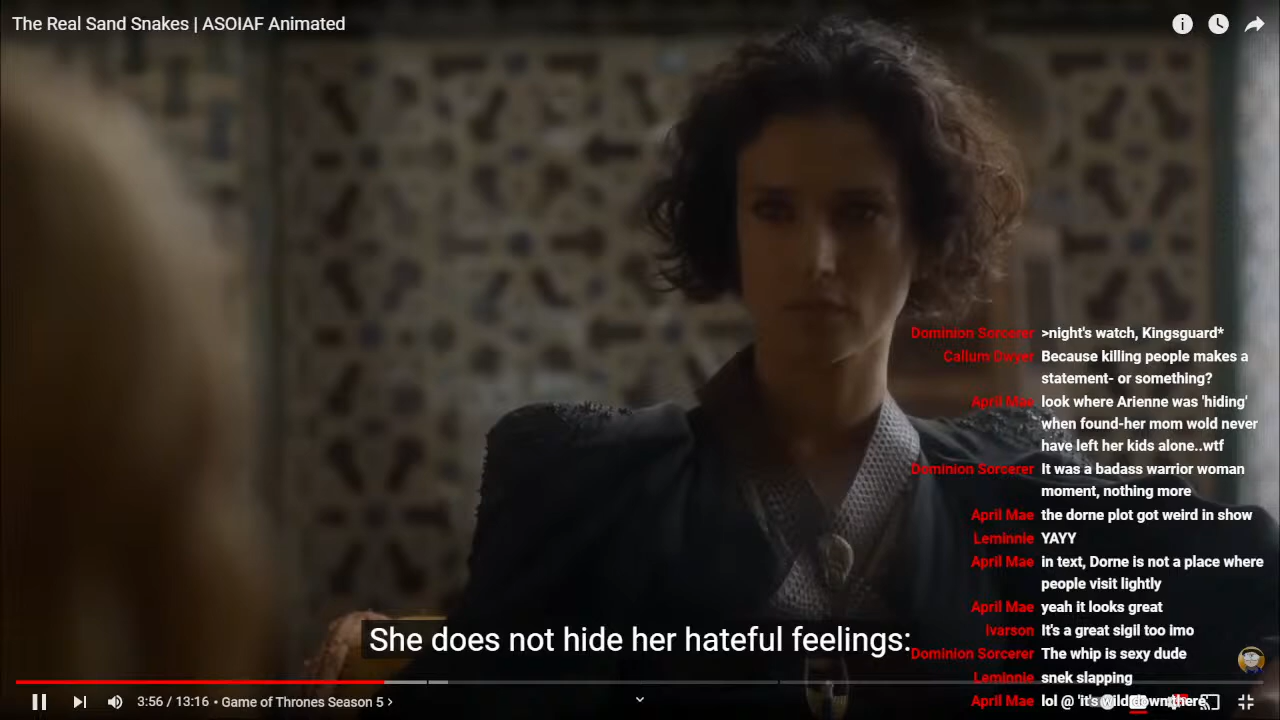 The Real Sand Snakes | ASOIAF Animated
Dominion Sorcerer >night's watch, Kingsguard*
Callum Dwyer Because killing people makes a
statement- or something?
April Mae look where Arienne was 'hiding'
when found-her mom wold never
have left her kids alone..wtf
Dominion Sorcerer It was a badass warrior woman
moment, nothing more
April Mae the dorne plot got weird in show
Leminnie YAYY
April Mae in text, Dorne is not a place where
people visit lightly
April Mae yeah it looks great
Ivarson It's a great sigil too imo
She does not hide her hateful feelings:
Dominion Sorcerer The whip is sexy dude
Leminnie snek slapping
April Mae lol @ 'it's wild down there
3:56 / 13:16 • Game of Thrones Season 5 >